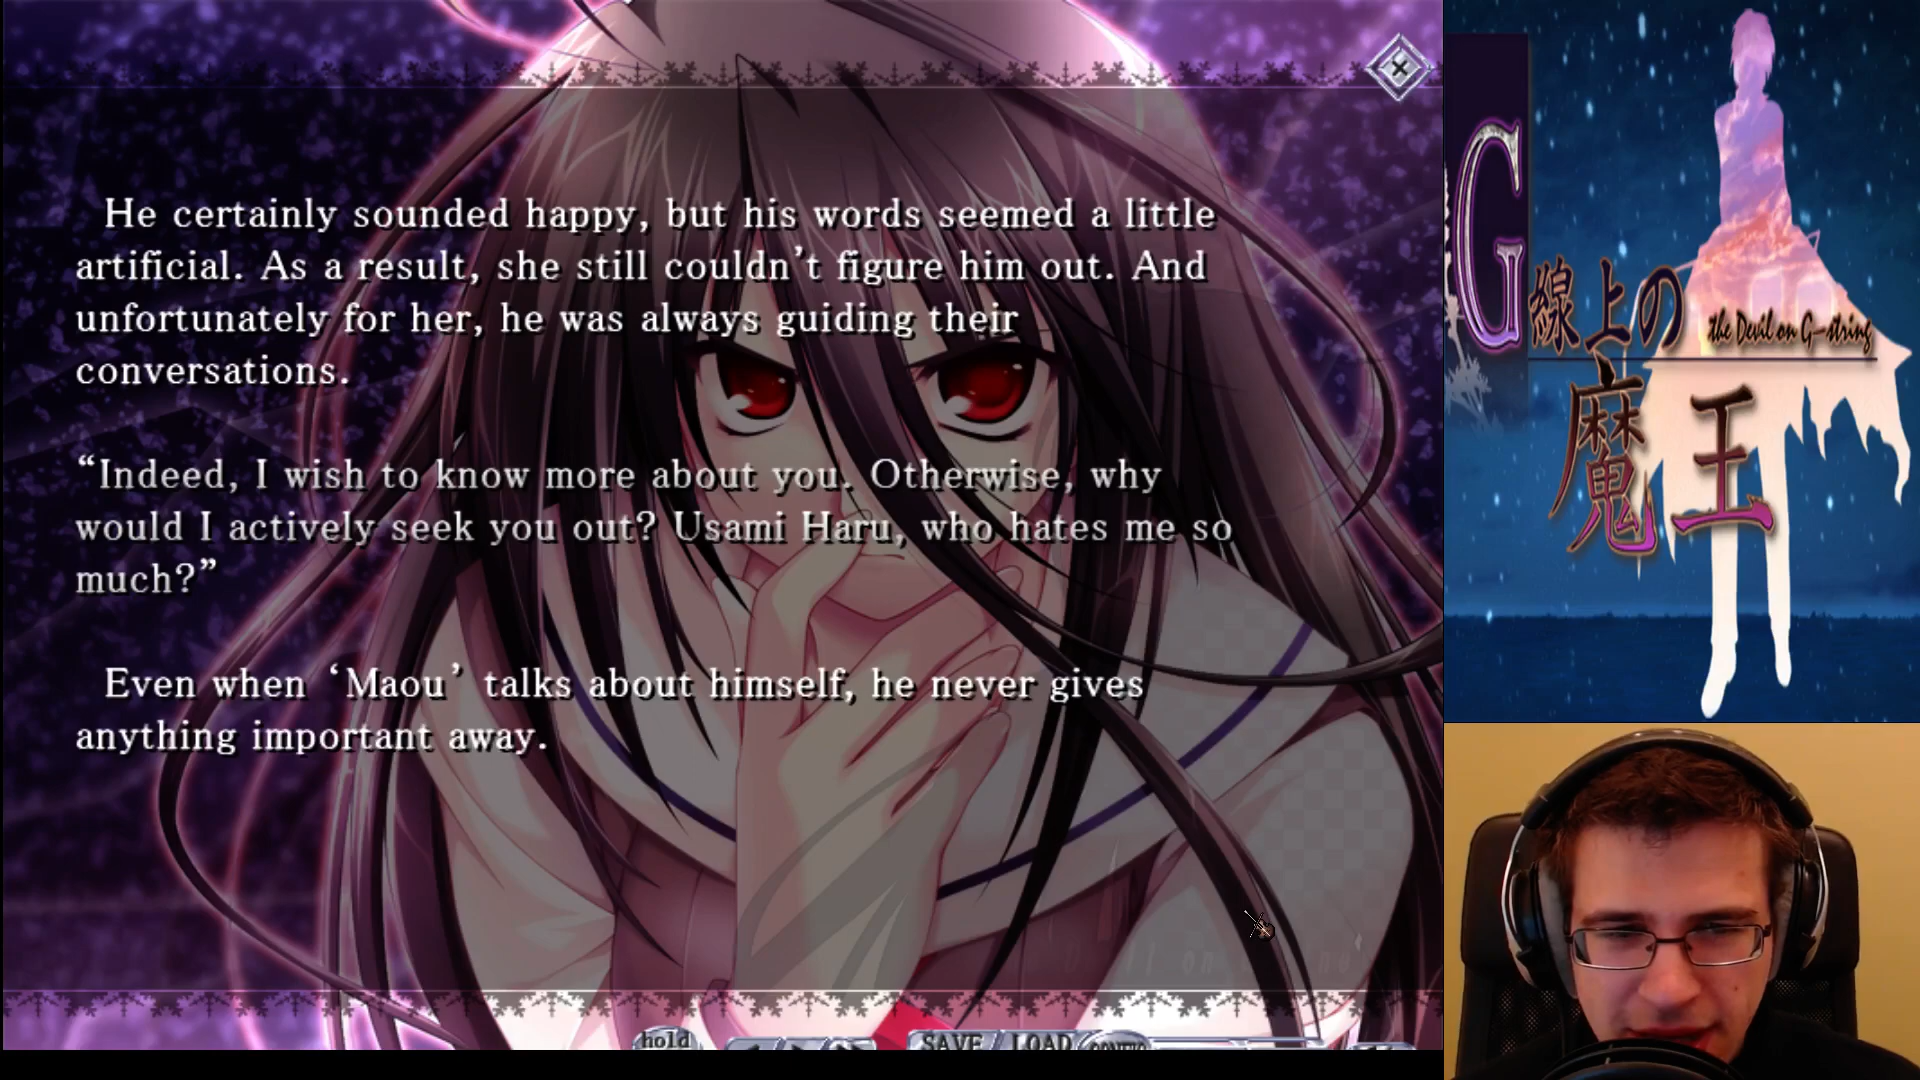 He certainly sounded happy, but his words seemed a little
artificial. As a result, she still couldn't figure him out. And
unfortunately for her, he was always guiding their
conversations.
“Indeed, I wish to know more about you. Otherwise, why
would I actively seek you out? Usami Haru, who hates me so
much?”
Even when ‘Maou’ talks about himself, he never gives
anything important away.
hold
SAVE
LOAD
G線上の
the Devil on G-string
魔王